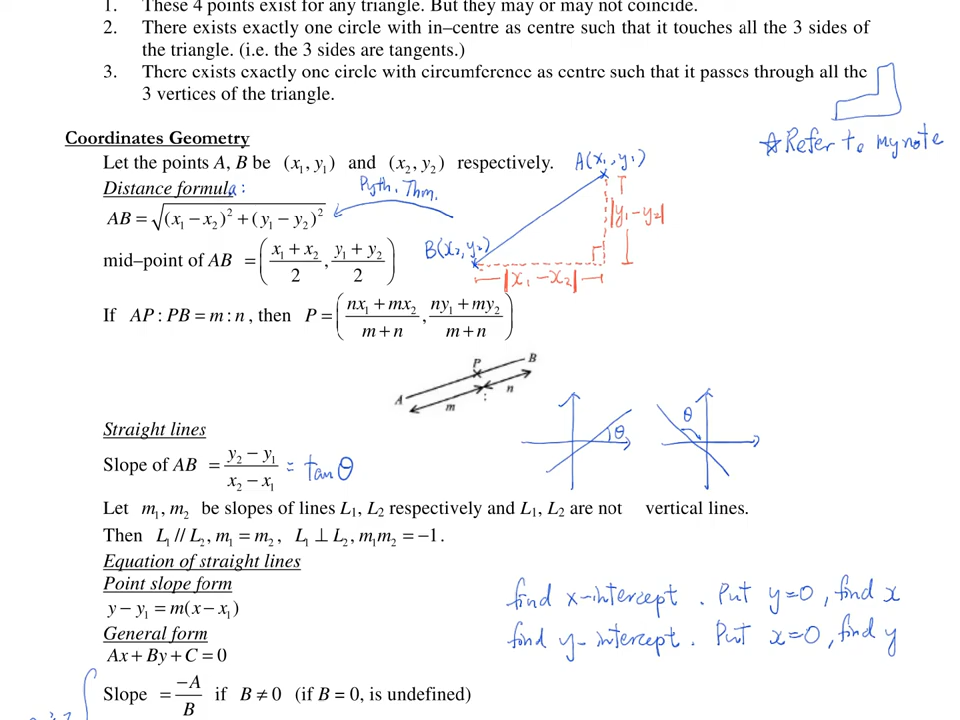 1. These 4 points exist for any triangle. But they may or may not coincide.
2. There exists exactly one circle with in–centre as centre such that it touches all the 3 sides of
the triangle. (i.e. the 3 sides are tangents.)
3. There exists exactly one circle with circumference as centre such that it passes through all the
3 vertices of the triangle.
☆Refer to my note
Coordinates Geometry
Let the points A, B be (x₁, y₁) and (x₂, y₂) respectively.
A(x₁, y₁)
Distance formula:
Pyth. Thm.
AB = √((x₁ − x₂)² + (y₁ − y₂)²)
|y₁ − y₂|
B(x₂, y₂)
mid–point of AB = ((x₁ + x₂)/2, (y₁ + y₂)/2)
|x₁ − x₂|
If AP : PB = m : n, then P = ((nx₁ + mx₂)/(m + n), (ny₁ + my₂)/(m + n))
P B
A m n
Straight lines
θ θ
Slope of AB = (y₂ − y₁)/(x₂ − x₁) = tan θ
Let m₁, m₂ be slopes of lines L₁, L₂ respectively and L₁, L₂ are not vertical lines.
Then L₁ // L₂, m₁ = m₂, L₁ ⊥ L₂, m₁m₂ = −1.
Equation of straight lines
Point slope form
find x-intercept. Put y=0, find x
y − y₁ = m(x − x₁)
General form
find y-intercept. Put x=0, find y
Ax + By + C = 0
Slope = −A/B if B ≠ 0 (if B = 0, is undefined)